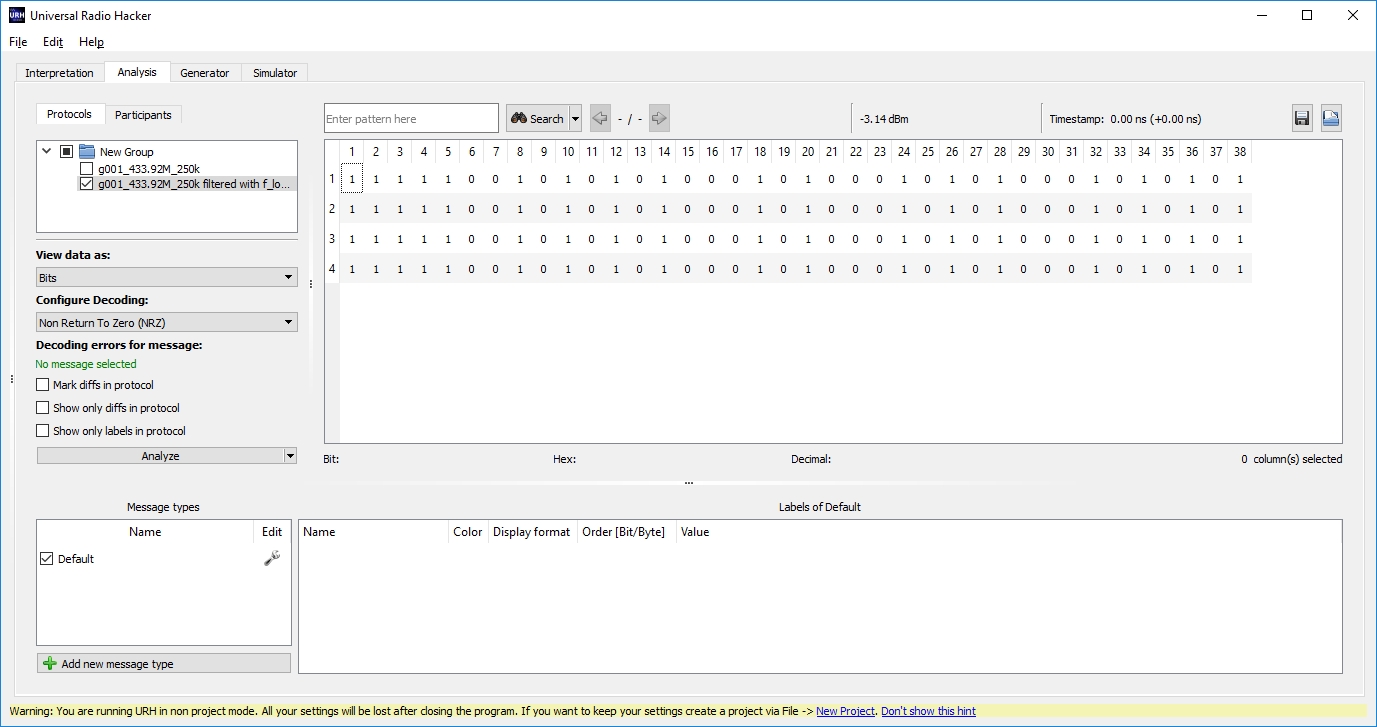 URH Universal Radio Hacker
File Edit Help
Interpretation Analysis Generator Simulator
Protocols Participants
Enter pattern here Search - / - -3.14 dBm Timestamp: 0.00 ns (+0.00 ns)
New Group
g001_433.92M_250k
g001_433.92M_250k filtered with f_lo...
View data as:
Bits
Configure Decoding:
Non Return To Zero (NRZ)
Decoding errors for message:
No message selected
Mark diffs in protocol
Show only diffs in protocol
Show only labels in protocol
Analyze
1 2 3 4 5 6 7 8 9 10 11 12 13 14 15 16 17 18 19 20 21 22 23 24 25 26 27 28 29 30 31 32 33 34 35 36 37 38
1 1 1 1 1 1 0 0 1 0 1 0 1 0 1 0 0 0 1 0 1 0 0 0 1 0 1 0 1 0 0 0 1 0 1 0 1 0 1
2 1 1 1 1 1 0 0 1 0 1 0 1 0 1 0 0 0 1 0 1 0 0 0 1 0 1 0 1 0 0 0 1 0 1 0 1 0 1
3 1 1 1 1 1 0 0 1 0 1 0 1 0 1 0 0 0 1 0 1 0 0 0 1 0 1 0 1 0 0 0 1 0 1 0 1 0 1
4 1 1 1 1 1 0 0 1 0 1 0 1 0 1 0 0 0 1 0 1 0 0 0 1 0 1 0 1 0 0 0 1 0 1 0 1 0 1
Bit: Hex: Decimal: 0 column(s) selected
Message types
Name Edit
Default
Add new message type
Labels of Default
Name Color Display format Order [Bit/Byte] Value
Warning: You are running URH in non project mode. All your settings will be lost after closing the program. If you want to keep your settings create a project via File -> New Project. Don't show this hint